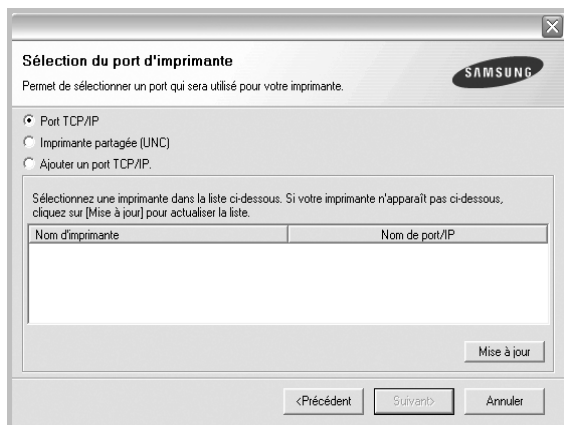 Sélection du port d'imprimante
Permet de sélectionner un port qui sera utilisé pour votre imprimante.
SAMSUNG
Port TCP/IP
Imprimante partagée (UNC)
Ajouter un port TCP/IP.
Sélectionnez une imprimante dans la liste ci-dessous. Si votre imprimante n'apparaît pas ci-dessous,
cliquez sur [Mise à jour] pour actualiser la liste.
Nom d'imprimante Nom de port/IP
Mise à jour
<Précédent Suivant> Annuler